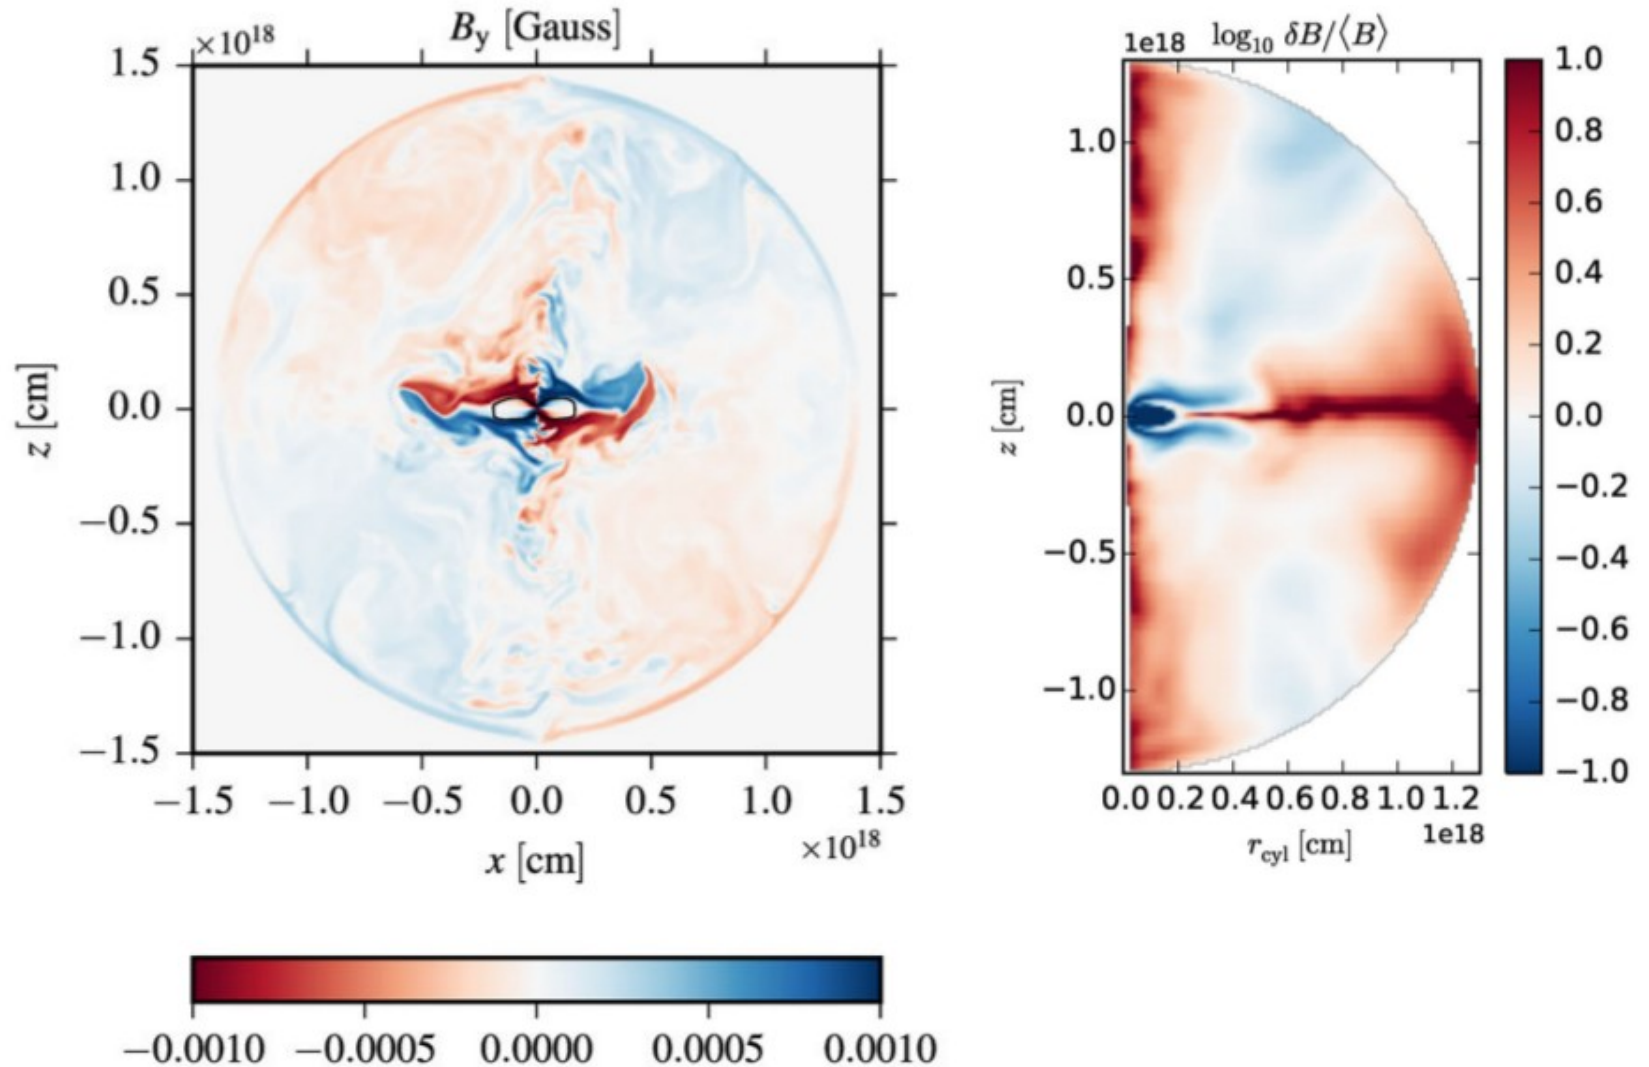 B_y [Gauss]
×10^18
1.5
1.0
0.5
0.0
−0.5
−1.0
−1.5
z [cm]
−1.5 −1.0 −0.5 0.0 0.5 1.0 1.5
×10^18
x [cm]
−0.0010 −0.0005 0.0000 0.0005 0.0010
1e18 log_10 δB/⟨B⟩
1.0
0.5
0.0
−0.5
−1.0
z [cm]
0.0 0.2 0.4 0.6 0.8 1.0 1.2
1e18
r_cyl [cm]
1.0
0.8
0.6
0.4
0.2
0.0
−0.2
−0.4
−0.6
−0.8
−1.0